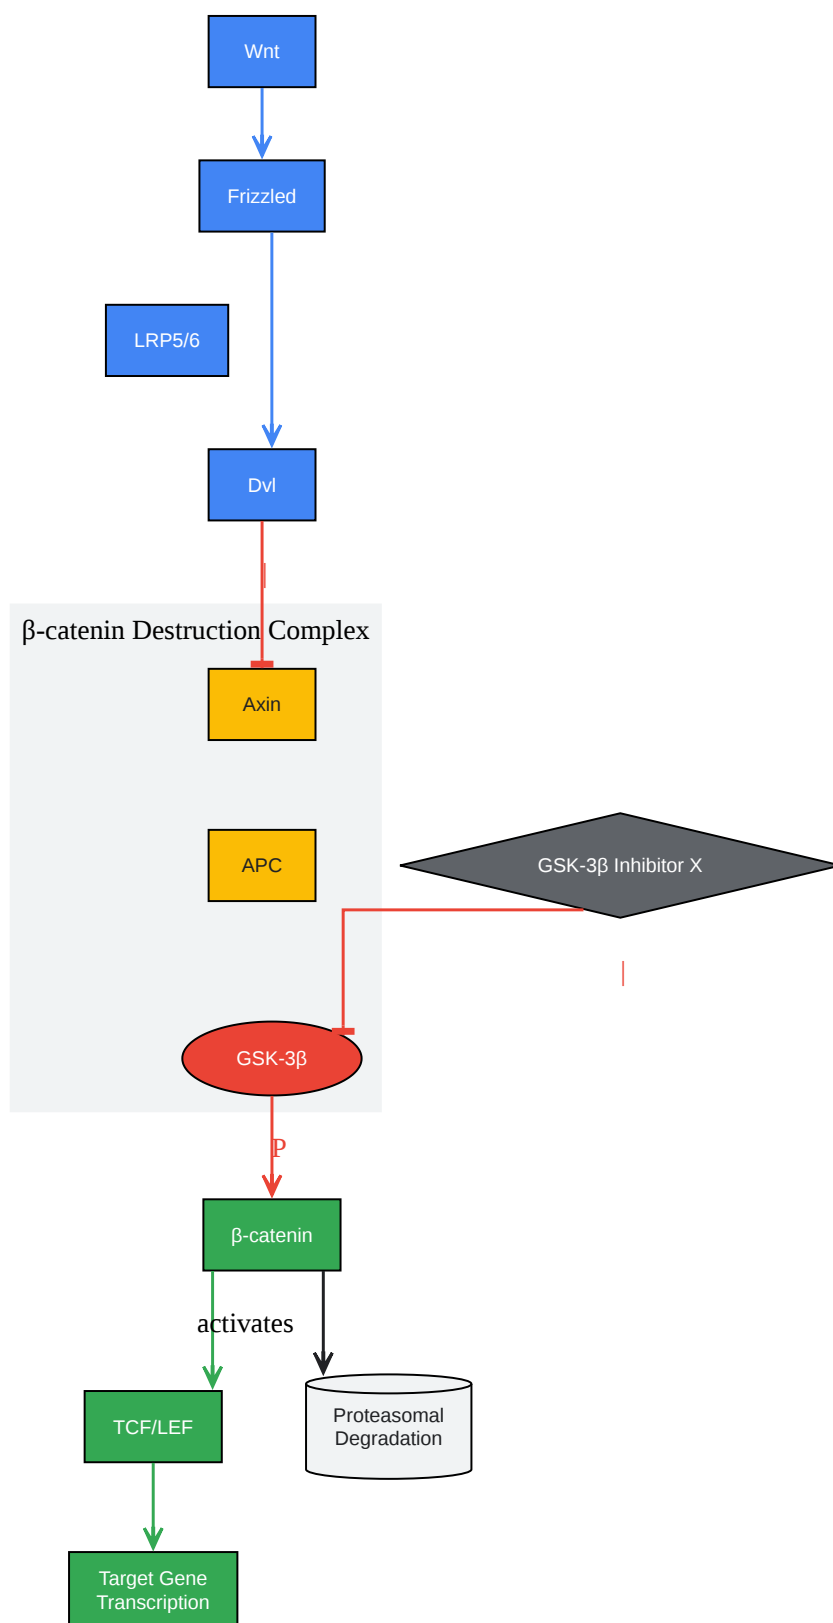 Wnt
Frizzled
LRP5/6
Dvl
|
β-catenin Destruction Complex
Axin
APC
GSK-3β Inhibitor X
|
GSK-3β
P
β-catenin
activates
TCF/LEF
Proteasomal
Degradation
Target Gene
Transcription